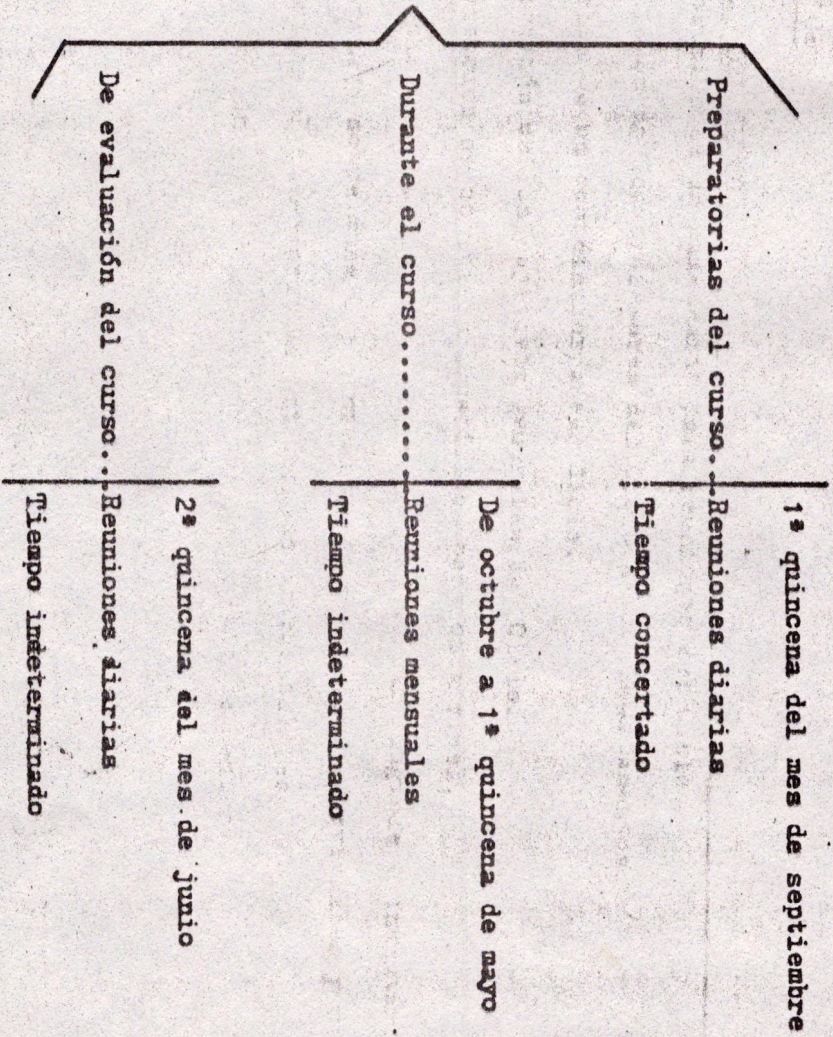 1ª quincena del mes de septiembre
Preparatorias del curso...Reuniones diarias
Tiempo concertado
De octubre a 1ª quincena de mayo
Durante el curso.........Reuniones mensuales
Tiempo indeterminado
2ª quincena del mes de junio
De evaluación del curso...Reuniones diarias
Tiempo indeterminado